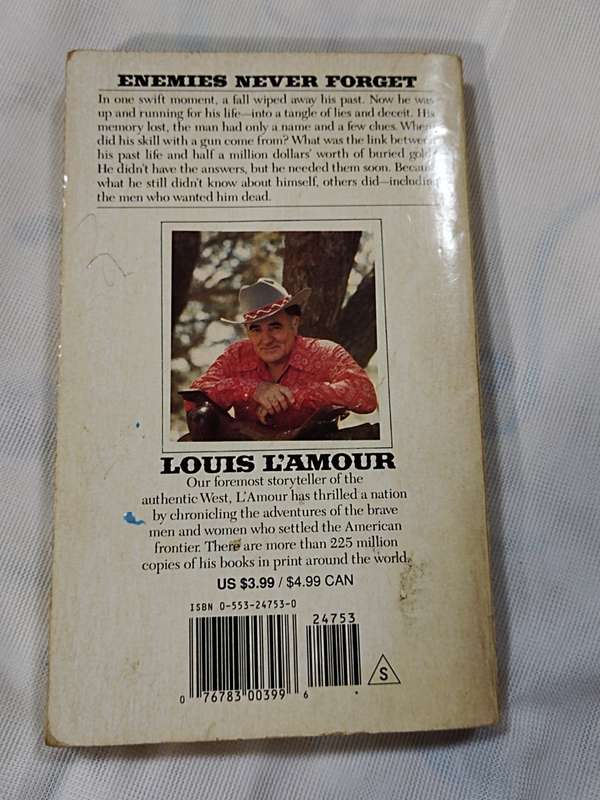 ENEMIES NEVER FORGET
In one swift moment, a fall wiped away his past. Now he was
up and running for his life—into a tangle of lies and deceit. His
memory lost, the man had only a name and a few clues. Where
did his skill with a gun come from? What was the link between
his past life and half a million dollars' worth of buried gold?
He didn't have the answers, but he needed them soon. Because
what he still didn't know about himself, others did—including
the men who wanted him dead.
2
LOUIS L'AMOUR
Our foremost storyteller of the
authentic West, L'Amour has thrilled a nation
by chronicling the adventures of the brave
men and women who settled the American
frontier. There are more than 225 million
copies of his books in print around the world.
US $3.99 / $4.99 CAN
ISBN 0-553-24753-0
24753
0 76783 00399 6
S